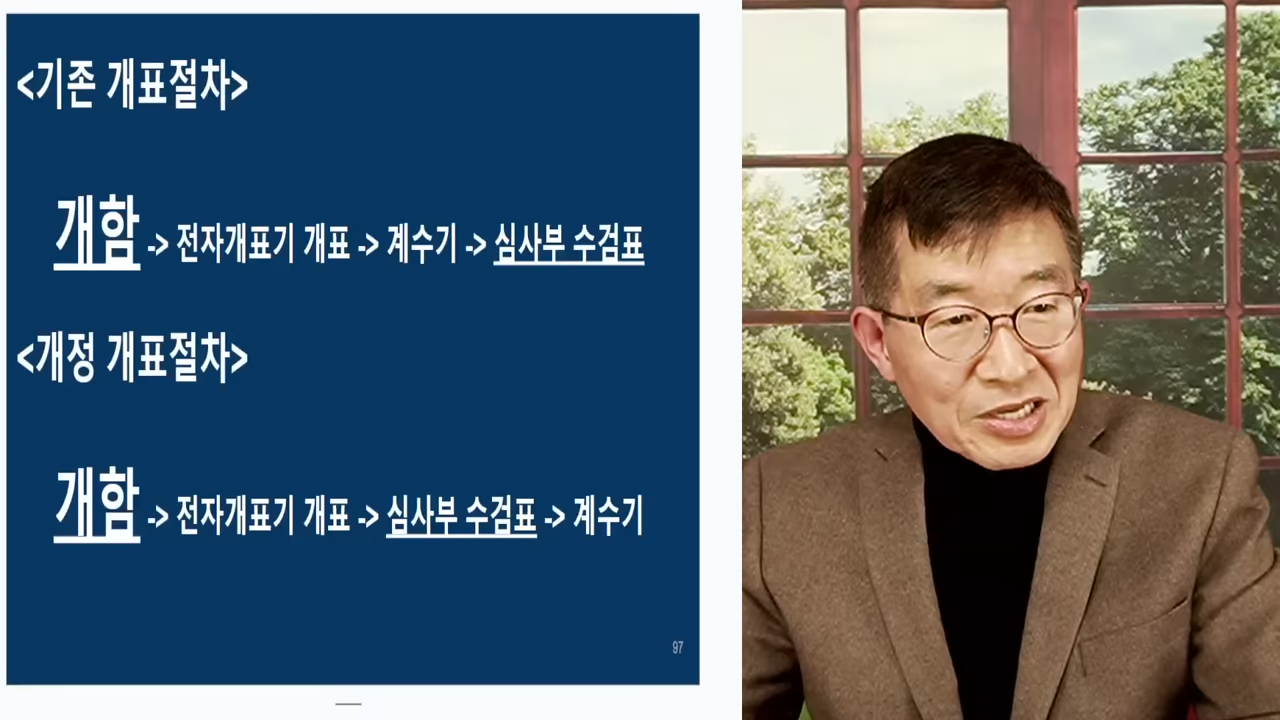 <기존 개표절차>
개함 -> 전자개표기 개표 -> 계수기 -> 심사부 수검표
<개정 개표절차>
개함 -> 전자개표기 개표 -> 심사부 수검표 -> 계수기
97